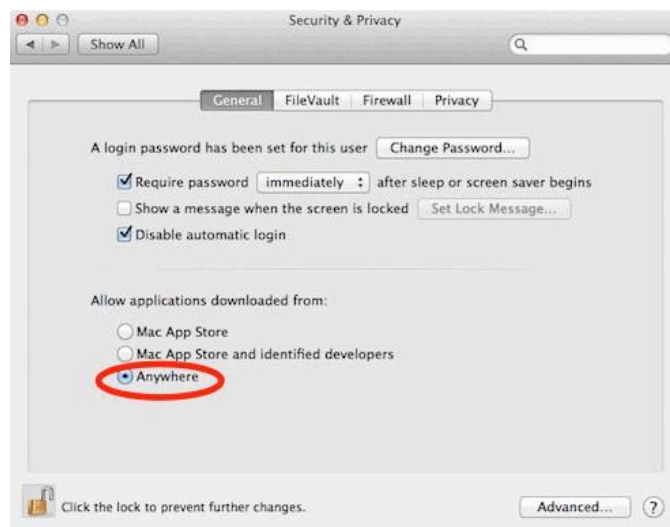 Security & Privacy
Show All
General FileVault Firewall Privacy
A login password has been set for this user Change Password...
Require password immediately after sleep or screen saver begins
Show a message when the screen is locked Set Lock Message...
Disable automatic login
Allow applications downloaded from:
Mac App Store
Mac App Store and identified developers
Anywhere
Click the lock to prevent further changes. Advanced... ?